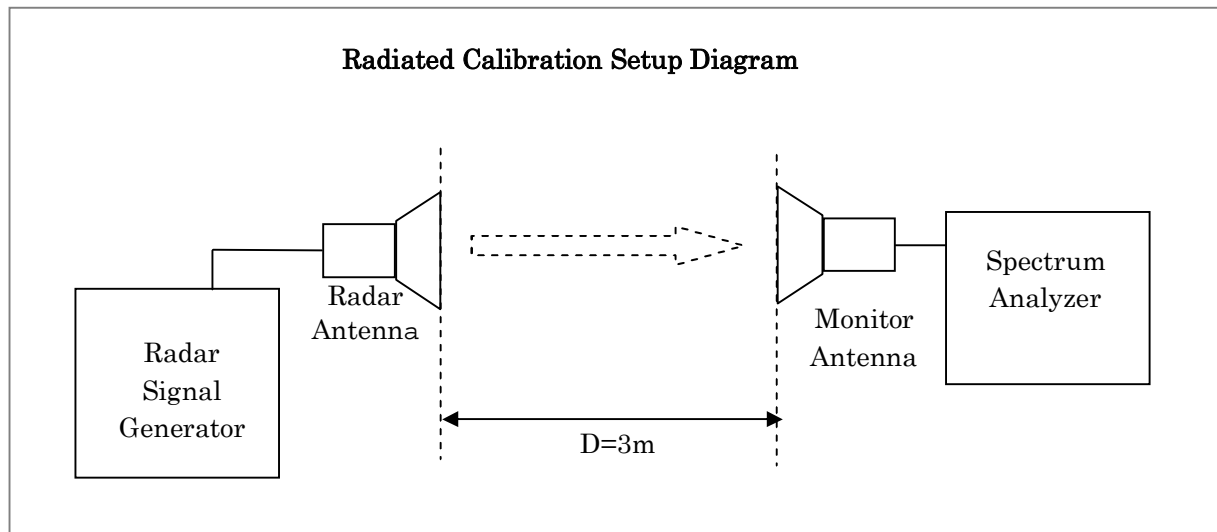 Radiated Calibration Setup Diagram
Radar
Antenna
Radar
Signal
Generator
D=3m
Monitor
Antenna
Spectrum
Analyzer